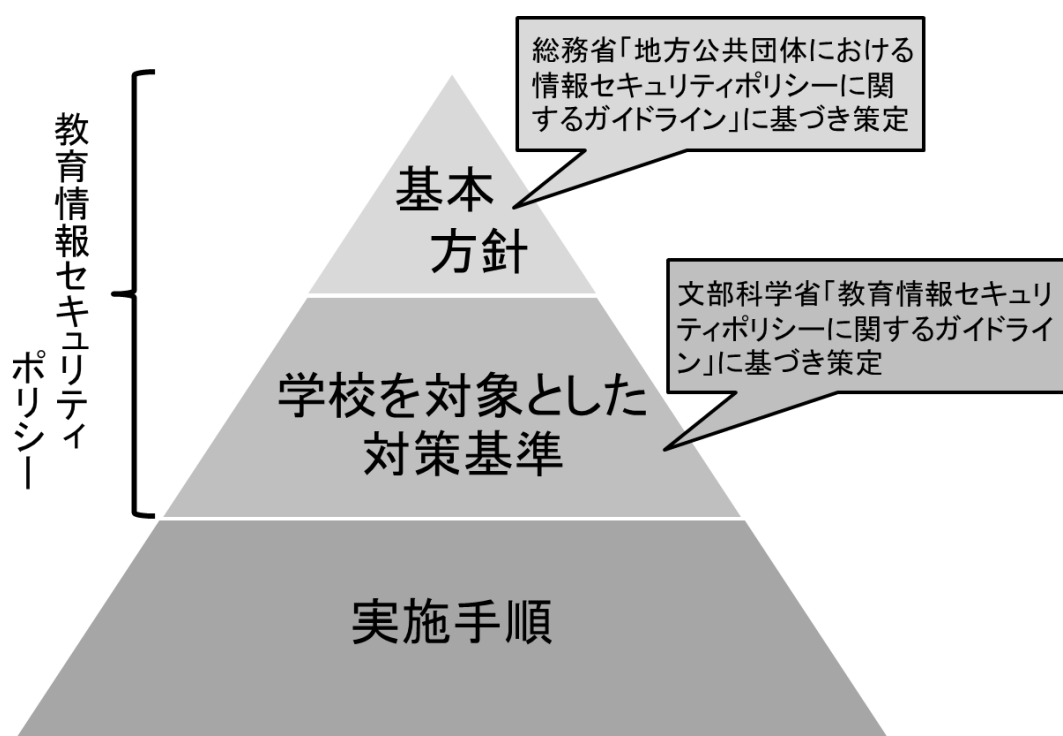 総務省「地方公共団体における
情報セキュリティポリシーに関
するガイドライン」に基づき策定
教育情報セキュリティ
ポリシー
基本
方針
文部科学省「教育情報セキュリ
ティポリシーに関するガイドライ
ン」に基づき策定
学校を対象とした
対策基準
実施手順